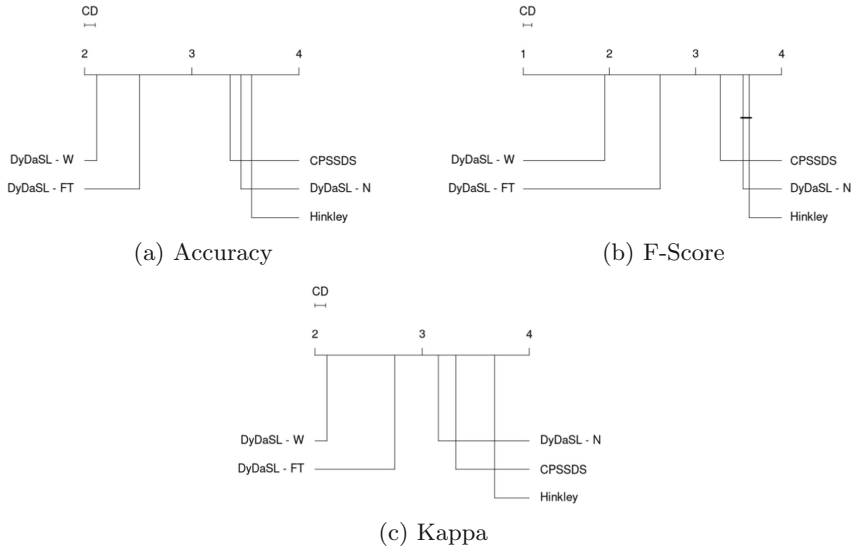 CD
2 3 4
DyDaSL - W
DyDaSL - FT
CPSSDS
DyDaSL - N
Hinkley
(a) Accuracy
CD
1 2 3 4
DyDaSL - W
DyDaSL - FT
CPSSDS
DyDaSL - N
Hinkley
(b) F-Score
CD
2 3 4
DyDaSL - W
DyDaSL - FT
DyDaSL - N
CPSSDS
Hinkley
(c) Kappa